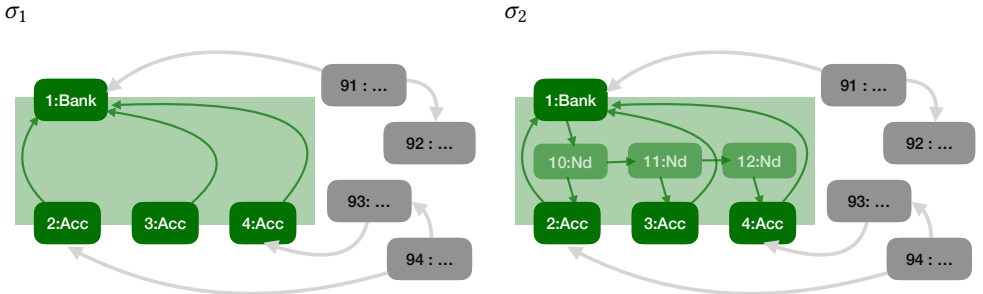 σ1
1:Bank
91 : ...
92 : ...
2:Acc
3:Acc
4:Acc
93: ...
94 : ...
σ2
1:Bank
91 : ...
92 : ...
10:Nd
11:Nd
12:Nd
2:Acc
3:Acc
4:Acc
93: ...
94 : ...